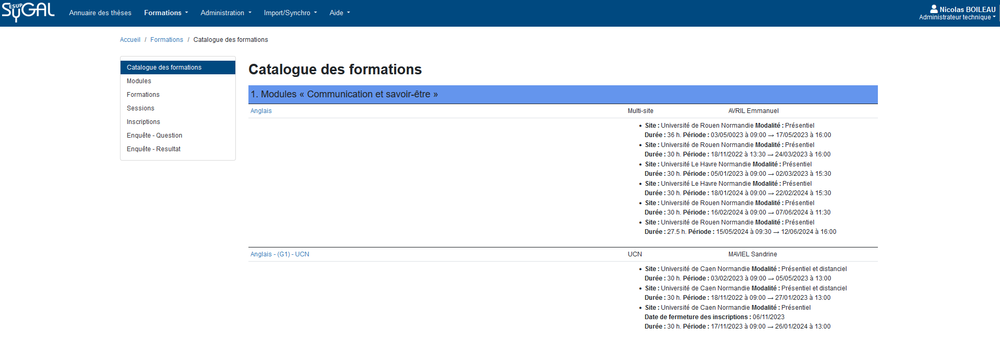 ESUP
SyGAL
Annuaire des thèses Formations Administration Import/Synchro Aide
Nicolas BOILEAU
Administrateur technique
Accueil / Formations / Catalogue des formations
Catalogue des formations
Modules
Formations
Sessions
Inscriptions
Enquête - Question
Enquête - Resultat
Catalogue des formations
1. Modules « Communication et savoir-être »
Anglais Multi-site AVRIL Emmanuel
• Site : Université de Rouen Normandie Modalité : Présentiel
Durée : 36 h. Période : 03/05/0023 à 09:00 → 17/05/2023 à 16:00
• Site : Université de Rouen Normandie Modalité : Présentiel
Durée : 30 h. Période : 18/11/2022 à 13:30 → 24/03/2023 à 16:00
• Site : Université Le Havre Normandie Modalité : Présentiel
Durée : 30 h. Période : 05/01/2023 à 09:00 → 02/03/2023 à 15:30
• Site : Université Le Havre Normandie Modalité : Présentiel
Durée : 30 h. Période : 18/01/2024 à 09:00 → 22/02/2024 à 15:30
• Site : Université de Rouen Normandie Modalité : Présentiel
Durée : 30 h. Période : 16/02/2024 à 09:00 → 07/06/2024 à 11:30
• Site : Université de Rouen Normandie Modalité : Présentiel
Durée : 27.5 h. Période : 15/05/2024 à 09:30 → 12/06/2024 à 16:00
Anglais - (G1) - UCN UCN MAVIEL Sandrine
• Site : Université de Caen Normandie Modalité : Présentiel et distanciel
Durée : 30 h. Période : 03/02/2023 à 09:00 → 05/05/2023 à 13:00
• Site : Université de Caen Normandie Modalité : Présentiel et distanciel
Durée : 30 h. Période : 18/11/2022 à 09:00 → 27/01/2023 à 13:00
• Site : Université de Caen Normandie Modalité : Présentiel
Date de fermeture des inscriptions : 06/11/2023
Durée : 30 h. Période : 17/11/2023 à 09:00 → 26/01/2024 à 13:00